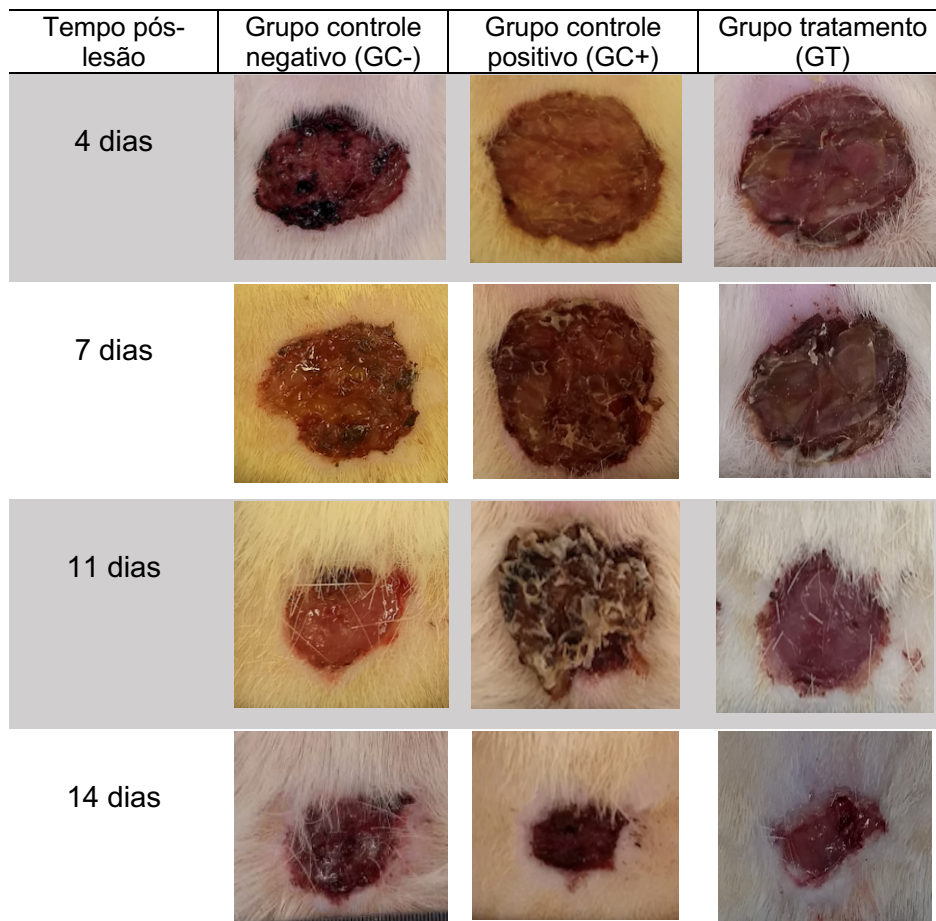 Tempo pós-
lesão
Grupo controle
negativo (GC-)
Grupo controle
positivo (GC+)
Grupo tratamento
(GT)
4 dias
7 dias
11 dias
14 dias